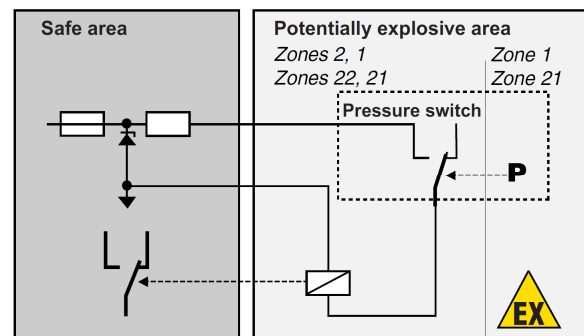 Safe area
Potentially explosive area
Zones 2, 1
Zone 1
Zones 22, 21
Zone 21
Pressure switch
P
EX